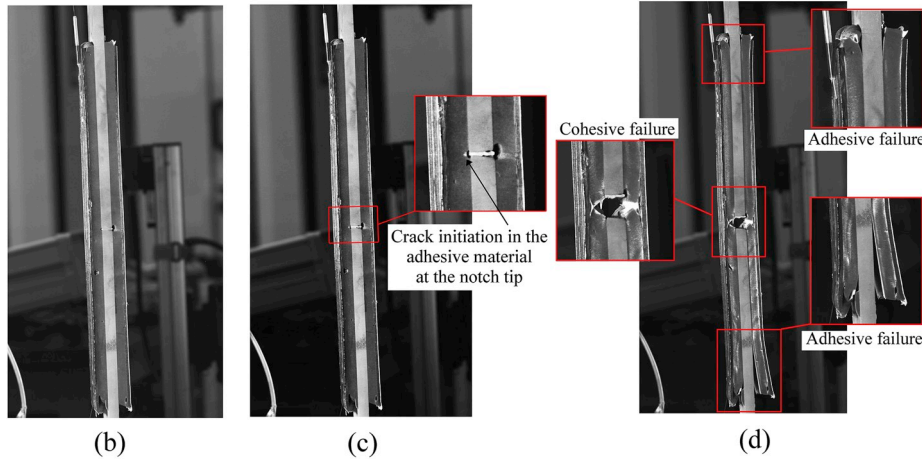 Cohesive failure
Adhesive failure
Crack initiation in the
adhesive material
at the notch tip
Adhesive failure
(b)
(c)
(d)